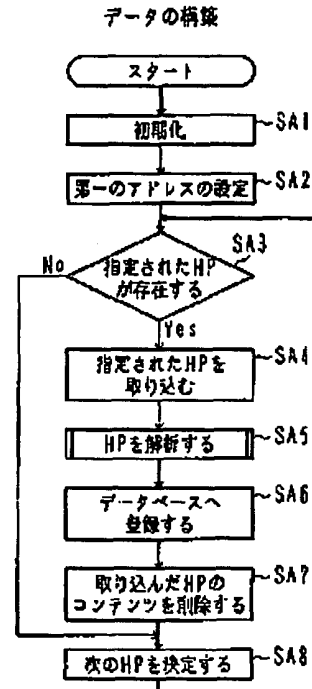 データの構築
スタート
初期化
SA1
第一のアドレスの設定
SA2
SA3
No
指定されたHP
が存在する
Yes
指定されたHPを
取り込む
SA4
HPを解析する
SA5
データベースへ
登録する
SA6
取り込んだHPの
コンテンツを削除する
SA7
次のHPを決定する
SA8